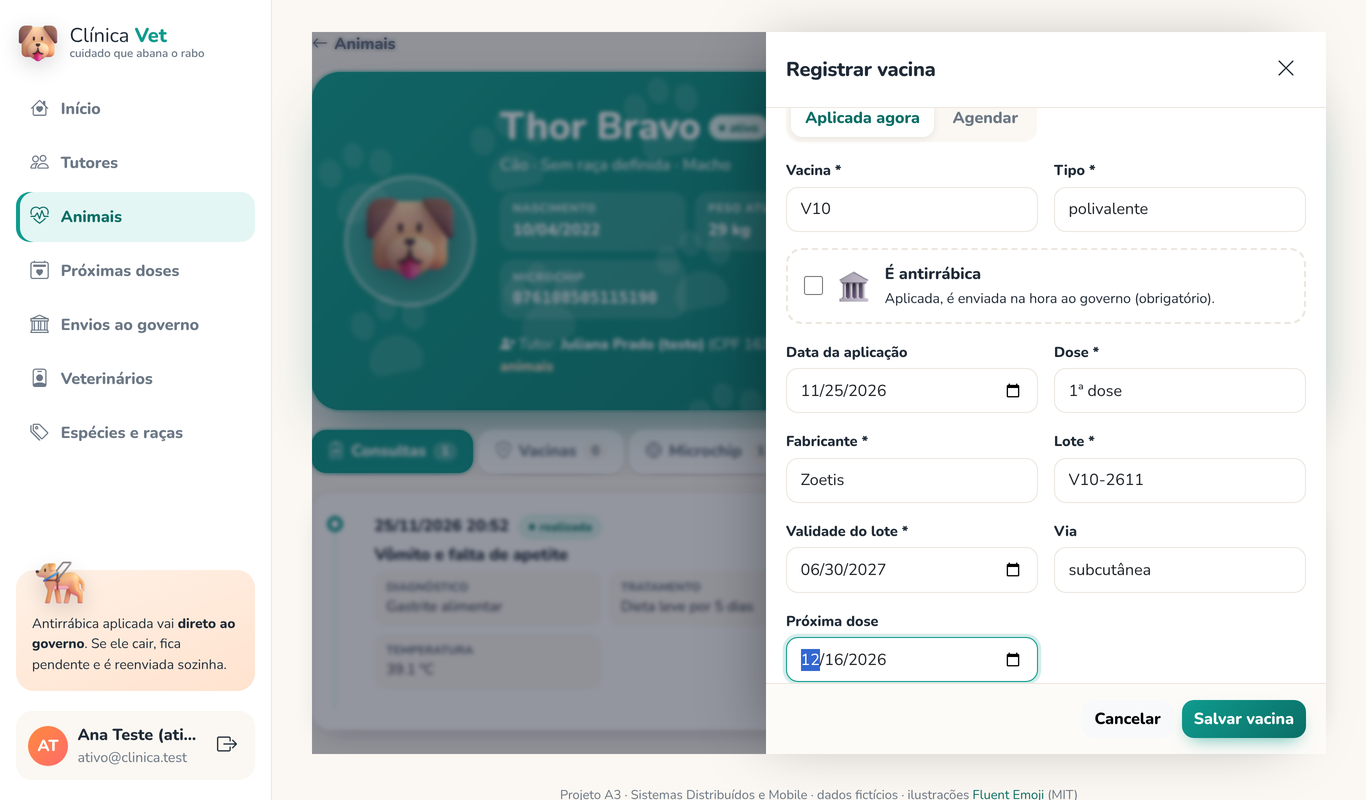 Clínica Vet
cuidado que abana o rabo
Início
Tutores
Animais
Próximas doses
Envios ao governo
Veterinários
Espécies e raças
Antirrábica aplicada vai direto ao
governo. Se ele cair, fica
pendente e é reenviada sozinha.
AT
Ana Teste (ati...
ativo@clinica.test
← Animais
Thor Bravo
Cão · Sem raça definida · Macho
NASCIMENTO
10/04/2022
PESO
29 kg
MICROCHIP
Tutor: Juliana Prado (teste) (CPF
animais
Consultas 1
Vacinas 0
Microchip 1
25/11/2026 20:52 realizada
Vômito e falta de apetite
DIAGNÓSTICO
Gastrite alimentar
TRATAMENTO
Dieta leve por 5 dias
TEMPERATURA
39.1 °C
Registrar vacina
Aplicada agora
Agendar
Vacina *
Tipo *
V10
polivalente
É antirrábica
Aplicada, é enviada na hora ao governo (obrigatório).
Data da aplicação
Dose *
11/25/2026
1ª dose
Fabricante *
Lote *
Zoetis
V10-2611
Validade do lote *
Via
06/30/2027
subcutânea
Próxima dose
12/16/2026
Cancelar
Salvar vacina
Projeto A3 · Sistemas Distribuídos e Mobile · dados fictícios · ilustrações Fluent Emoji (MIT)